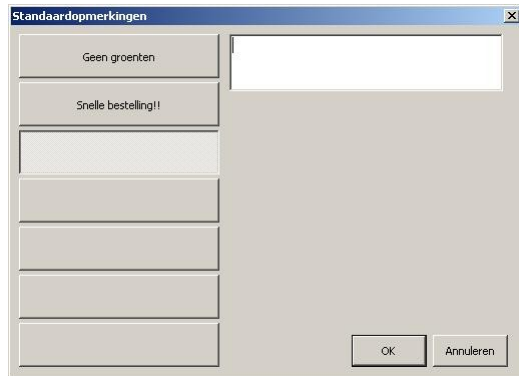 Standaardopmerkingen
Geen groenten
Snelle bestelling!!
OK
Annuleren